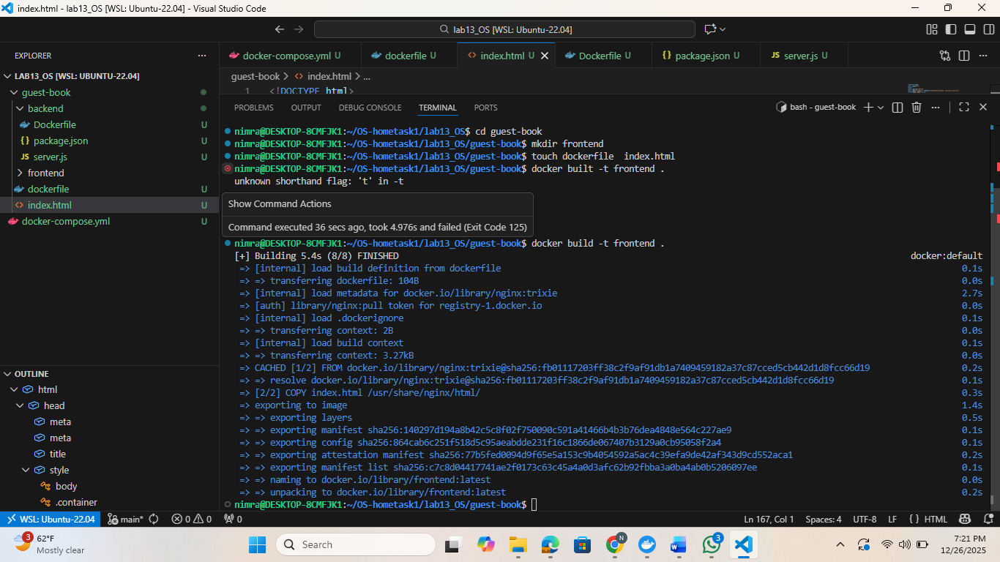 index.html - lab13_OS [WSL: Ubuntu-22.04] - Visual Studio Code
lab13_OS [WSL: Ubuntu-22.04]
EXPLORER
LAB13_OS [WSL: UBUNTU-22.04]
guest-book
backend
Dockerfile U
{} package.json U
JS server.js U
frontend
dockerfile U
<> index.html U
docker-compose.yml U
OUTLINE
html
head
meta
meta
title
style
body
.container
docker-compose.yml U
dockerfile U
<> index.html U
Dockerfile U
{} package.json U
JS server.js U
guest-book > <> index.html > ...
1 <!DOCTYPE html>
PROBLEMS OUTPUT DEBUG CONSOLE TERMINAL PORTS
bash - guest-book
nimra@DESKTOP-8CMFJK1:~/OS-hometask1/lab13_OS$ cd guest-book
nimra@DESKTOP-8CMFJK1:~/OS-hometask1/lab13_OS/guest-book$ mkdir frontend
nimra@DESKTOP-8CMFJK1:~/OS-hometask1/lab13_OS/guest-book$ touch dockerfile  index.html
nimra@DESKTOP-8CMFJK1:~/OS-hometask1/lab13_OS/guest-book$ docker built -t frontend .
unknown shorthand flag: 't' in -t
Show Command Actions
Command executed 36 secs ago, took 4.976s and failed (Exit Code 125)
nimra@DESKTOP-8CMFJK1:~/OS-hometask1/lab13_OS/guest-book$ docker build -t frontend .
[+] Building 5.4s (8/8) FINISHED docker:default
=> [internal] load build definition from dockerfile 0.1s
=> => transferring dockerfile: 104B 0.0s
=> [internal] load metadata for docker.io/library/nginx:trixie 2.7s
=> [auth] library/nginx:pull token for registry-1.docker.io 0.0s
=> [internal] load .dockerignore 0.1s
=> => transferring context: 2B 0.0s
=> [internal] load build context 0.1s
=> => transferring context: 3.27kB 0.0s
=> CACHED [1/2] FROM docker.io/library/nginx:trixie@sha256:fb01117203ff38c2f9af91db1a7409459182a37c87cced5cb442d1d8fcc66d19 0.2s
=> => resolve docker.io/library/nginx:trixie@sha256:fb01117203ff38c2f9af91db1a7409459182a37c87cced5cb442d1d8fcc66d19 0.1s
=> [2/2] COPY index.html /usr/share/nginx/html/ 0.3s
=> exporting to image 1.4s
=> => exporting layers 0.5s
=> => exporting manifest sha256:140297d194a8b42c5c8f02f750090c591a41466b4b3b76dea4848e564c227ae9 0.1s
=> => exporting config sha256:864cab6c251f518d5c95aeabdde231f16c1866de067407b3129a0cb95058f2a4 0.1s
=> => exporting attestation manifest sha256:77b5fed0094d9f65e5a153c9b4054592a5ac4c39efa9de42af343d9cd552aca1 0.2s
=> => exporting manifest list sha256:c7c8d04417741ae2f0173c63c45a4a0d3afc62b92fbba3a0ba4ab0b5206097ee 0.1s
=> => naming to docker.io/library/frontend:latest 0.0s
=> => unpacking to docker.io/library/frontend:latest 0.2s
nimra@DESKTOP-8CMFJK1:~/OS-hometask1/lab13_OS/guest-book$
WSL: Ubuntu-22.04 main* 0 0 0 Ln 167, Col 1 Spaces: 4 UTF-8 LF {} HTML
3
62°F
Mostly clear
Search
N
3
7:21 PM
12/26/2025